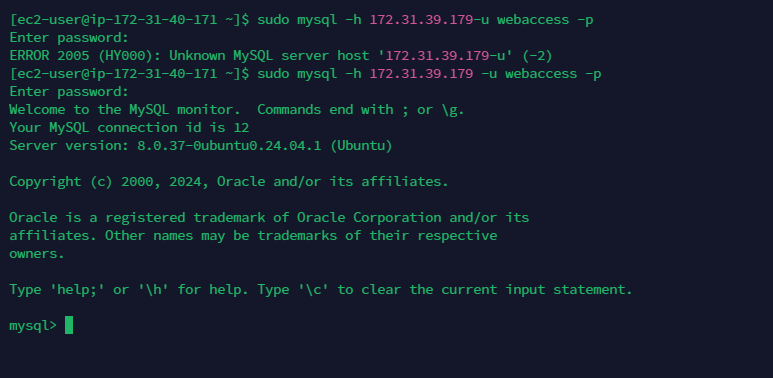 [ec2-user@ip-172-31-40-171 ~]$ sudo mysql -h 172.31.39.179-u webaccess -p
Enter password:
ERROR 2005 (HY000): Unknown MySQL server host '172.31.39.179-u' (-2)
[ec2-user@ip-172-31-40-171 ~]$ sudo mysql -h 172.31.39.179 -u webaccess -p
Enter password:
Welcome to the MySQL monitor.  Commands end with ; or \g.
Your MySQL connection id is 12
Server version: 8.0.37-0ubuntu0.24.04.1 (Ubuntu)

Copyright (c) 2000, 2024, Oracle and/or its affiliates.

Oracle is a registered trademark of Oracle Corporation and/or its
affiliates. Other names may be trademarks of their respective
owners.

Type 'help;' or '\h' for help. Type '\c' to clear the current input statement.

mysql>